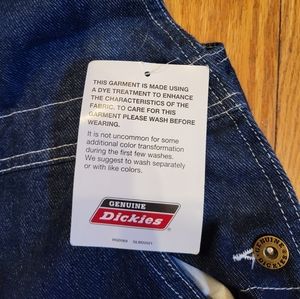 THIS GARMENT IS MADE USING
A DYE TREATMENT TO ENHANCE
THE CHARACTERISTICS OF THE
FABRIC. TO CARE FOR THIS
GARMENT PLEASE WASH BEFORE
WEARING.
It is not uncommon for some
additional color transformation
during the first few washes.
We suggest to wash separately
or with like colors.
GENUINE
Dickies
GENUINE
DICKIES